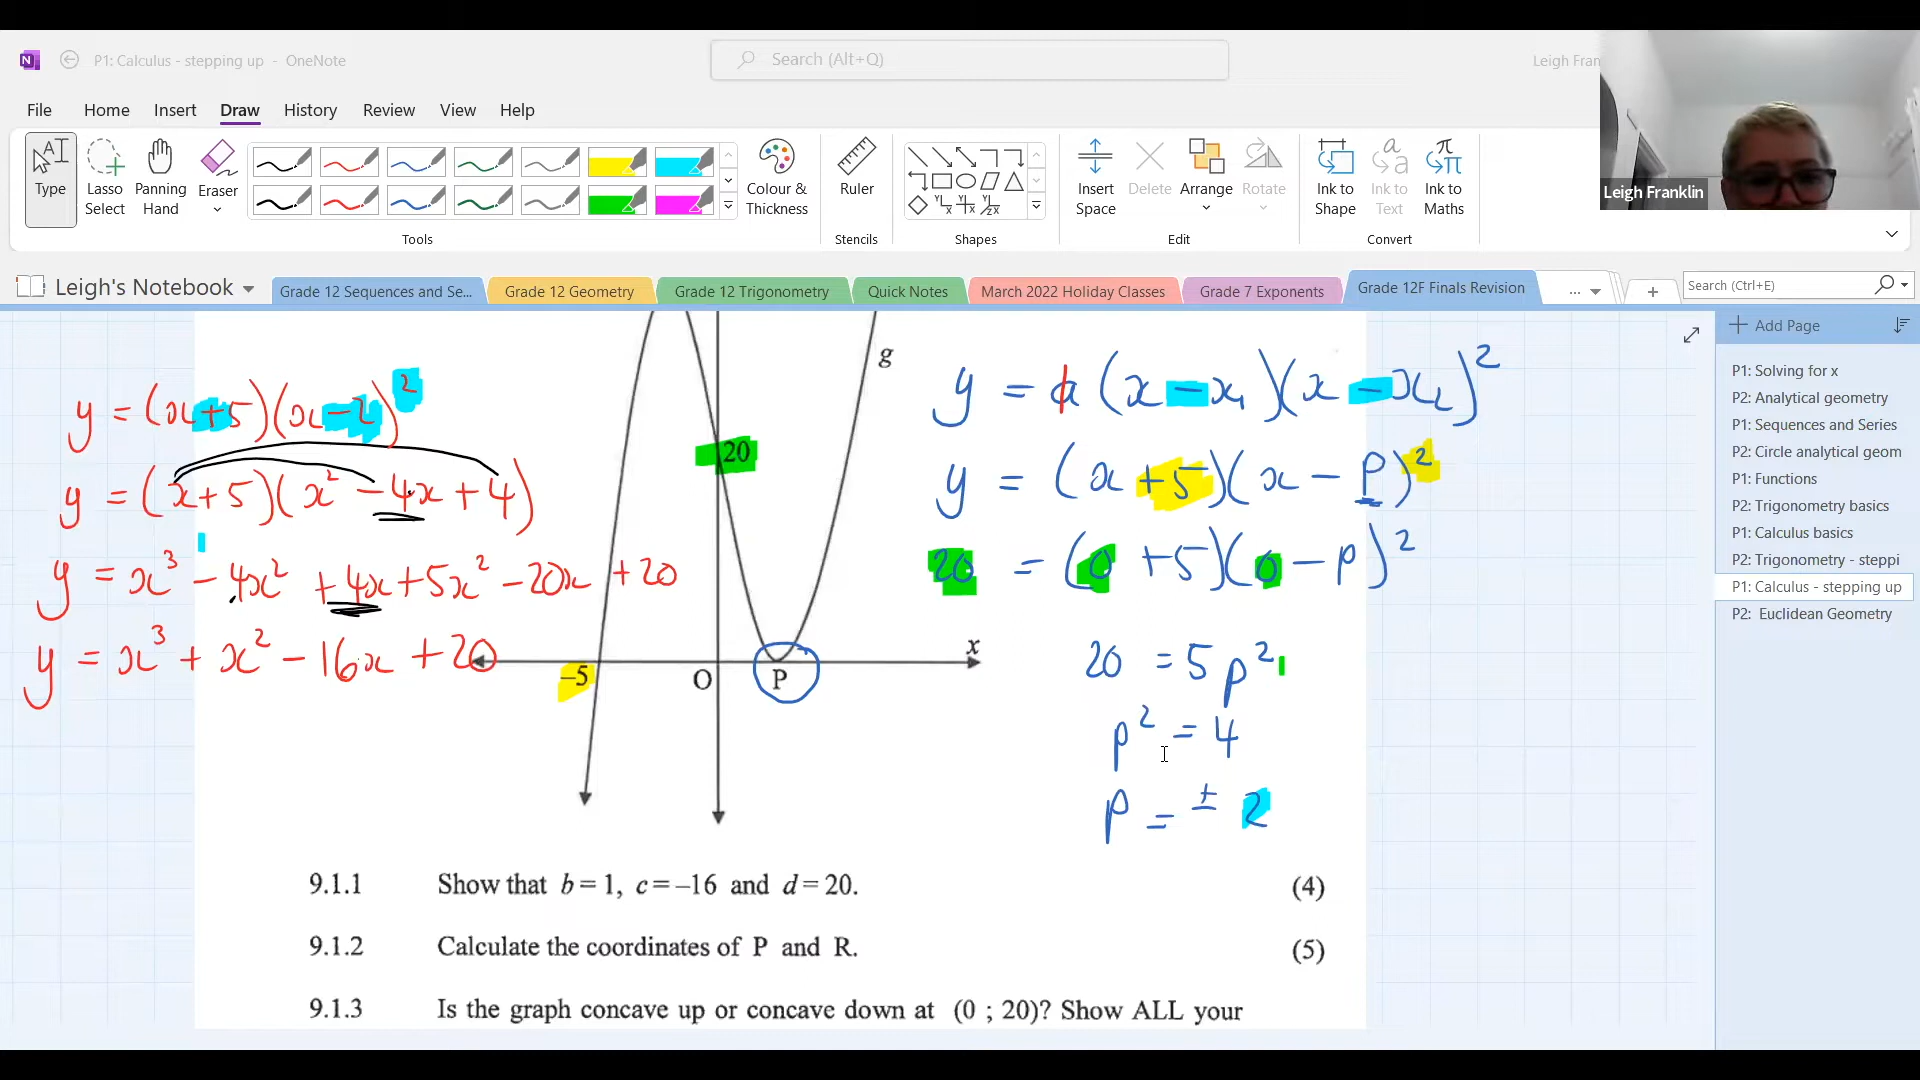 P1: Calculus - stepping up - OneNote
Search (Alt+Q)
Leigh Fran
File Home Insert Draw History Review View Help
Type
Lasso Select
Panning Hand
Eraser
Colour & Thickness
Ruler
Insert Space
Delete
Arrange
Rotate
Ink to Shape
Ink to Text
Ink to Maths
Tools Stencils Shapes Edit Convert
Leigh Franklin
Leigh's Notebook
Grade 12 Sequences and Se... Grade 12 Geometry Grade 12 Trigonometry Quick Notes March 2022 Holiday Classes Grade 7 Exponents Grade 12F Finals Revision ...
Search (Ctrl+E)
Add Page
P1: Solving for x
P2: Analytical geometry
P1: Sequences and Series
P2: Circle analytical geom
P1: Functions
P2: Trigonometry basics
P1: Calculus basics
P2: Trigonometry - steppi
P1: Calculus - stepping up
P2: Euclidean Geometry
y = (x+5)(x-2)²
y = (x+5)(x² - 4x + 4)
y = x³ - 4x² + 4x + 5x² - 20x + 20
y = x³ + x² - 16x + 20
g
20
x
-5
O
P
y = a(x - x₁)(x - x₂)²
y = (x + 5)(x - P)²
20 = (0 + 5)(0 - p)²
20 = 5p²
p² = 4
p = ± 2
9.1.1 Show that b = 1, c = –16 and d = 20. (4)
9.1.2 Calculate the coordinates of P and R. (5)
9.1.3 Is the graph concave up or concave down at (0 ; 20)? Show ALL your